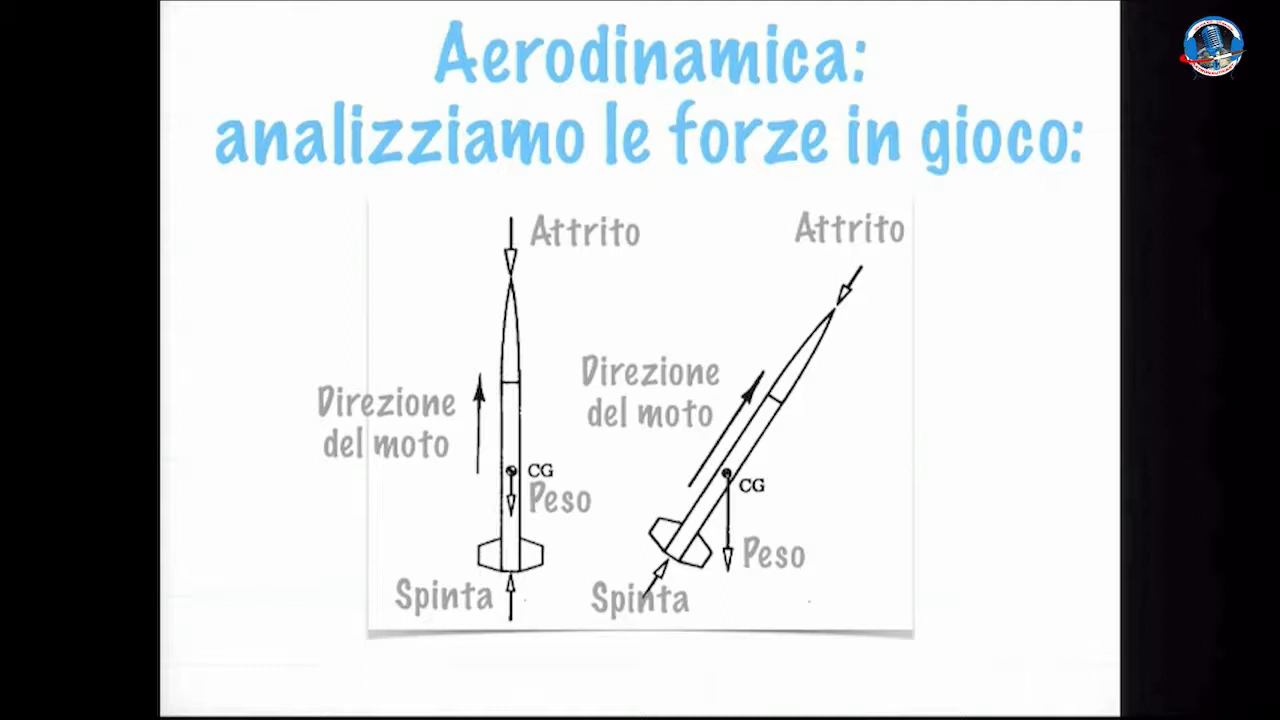 Aerodinamica:
analizziamo le forze in gioco:
Attrito
Direzione
del moto
CG
Peso
Spinta
Attrito
Direzione
del moto
CG
Peso
Spinta